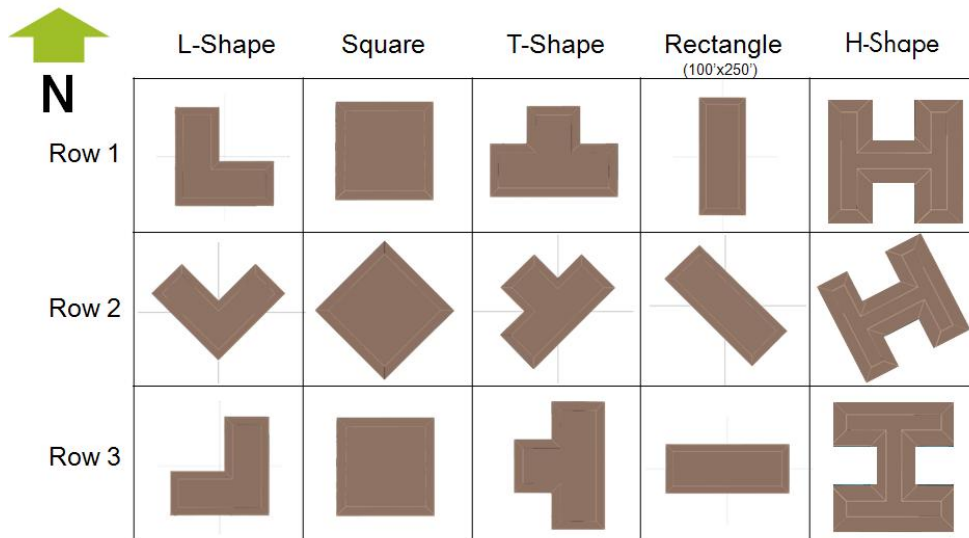 L-Shape Square T-Shape Rectangle H-Shape
(100'x250')
N
Row 1
Row 2
Row 3